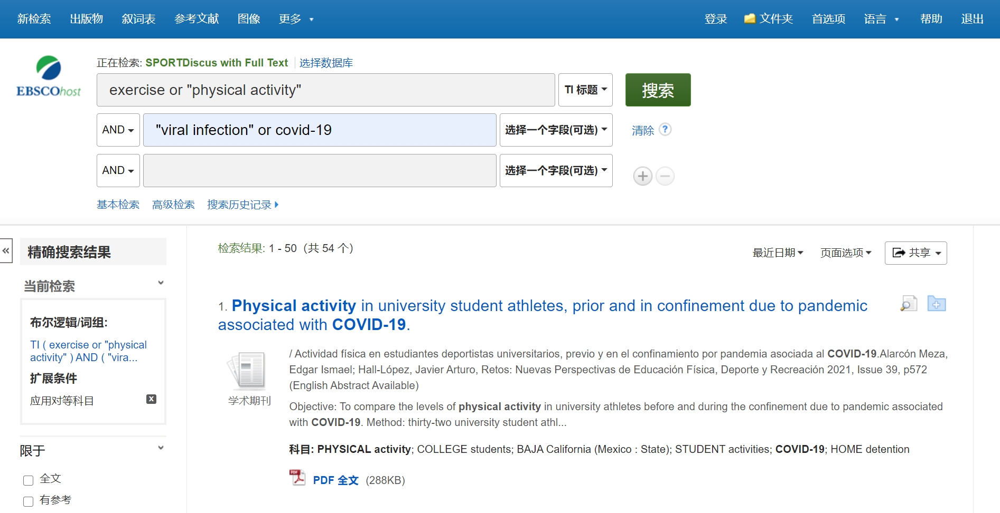 新检索 出版物 叙词表 参考文献 图像 更多 登录 文件夹 首选项 语言 帮助 退出
正在检索: SPORTDiscus with Full Text 选择数据库
EBSCOhost
exercise or "physical activity" TI 标题 搜索
AND "viral infection" or covid-19 选择一个字段(可选) 清除 ?
AND 选择一个字段(可选)
基本检索 高级检索 搜索历史记录
«
精确搜索结果
当前检索
布尔逻辑/词组:
TI ( exercise or "physical
activity" ) AND ( "vira...
扩展条件
应用对等科目 x
限于
全文
有参考
检索结果: 1 - 50（共 54 个）
最近日期 页面选项 共享
1. Physical activity in university student athletes, prior and in confinement due to pandemic
associated with COVID-19.
学术期刊
/ Actividad física en estudiantes deportistas universitarios, previo y en el confinamiento por pandemia asociada al COVID-19.Alarcón Meza,
Edgar Ismael; Hall-López, Javier Arturo, Retos: Nuevas Perspectivas de Educación Física, Deporte y Recreación 2021, Issue 39, p572
(English Abstract Available)
Objective: To compare the levels of physical activity in university athletes before and during the confinement due to pandemic associated
with COVID-19. Method: thirty-two university student athl...
科目: PHYSICAL activity; COLLEGE students; BAJA California (Mexico : State); STUDENT activities; COVID-19; HOME detention
PDF PDF 全文 (288KB)